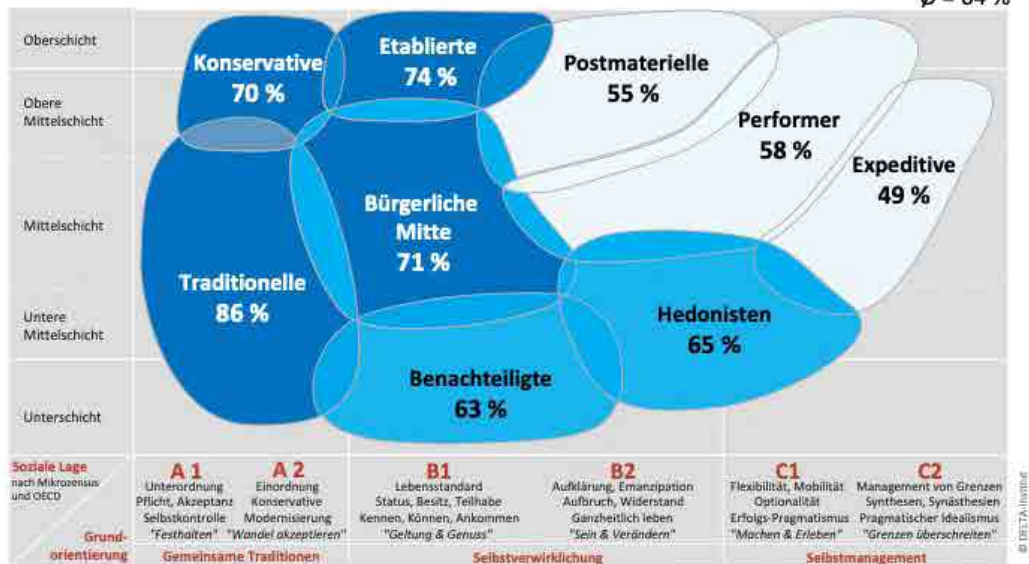 Ø = 64 %
Oberschicht
Obere
Mittelschicht
Mittelschicht
Untere
Mittelschicht
Unterschicht
Konservative
70 %
Etablierte
74 %
Postmaterielle
55 %
Performer
58 %
Expeditive
49 %
Bürgerliche
Mitte
71 %
Traditionelle
86 %
Hedonisten
65 %
Benachteiligte
63 %
Soziale Lage
nach Mikrozensus
und OECD
Grund-
orientierung
A 1
Unterordnung
Pflicht, Akzeptanz
Selbstkontrolle
"Festhalten"
A 2
Einordnung
Konservative
Modernisierung
"Wandel akzeptieren"
Gemeinsame Traditionen
B1
Lebensstandard
Status, Besitz, Teilhabe
Kennen, Können, Ankommen
"Geltung & Genuss"
B2
Aufklärung, Emanzipation
Aufbruch, Widerstand
Ganzheitlich leben
"Sein & Verändern"
Selbstverwirklichung
C1
Flexibilität, Mobilität
Optionalität
Erfolgs-Pragmatismus
"Machen & Erleben"
C2
Management von Grenzen
Synthesen, Synästhesien
Pragmatischer Idealismus
"Grenzen überschreiten"
Selbstmanagement
© DELTA-Institut